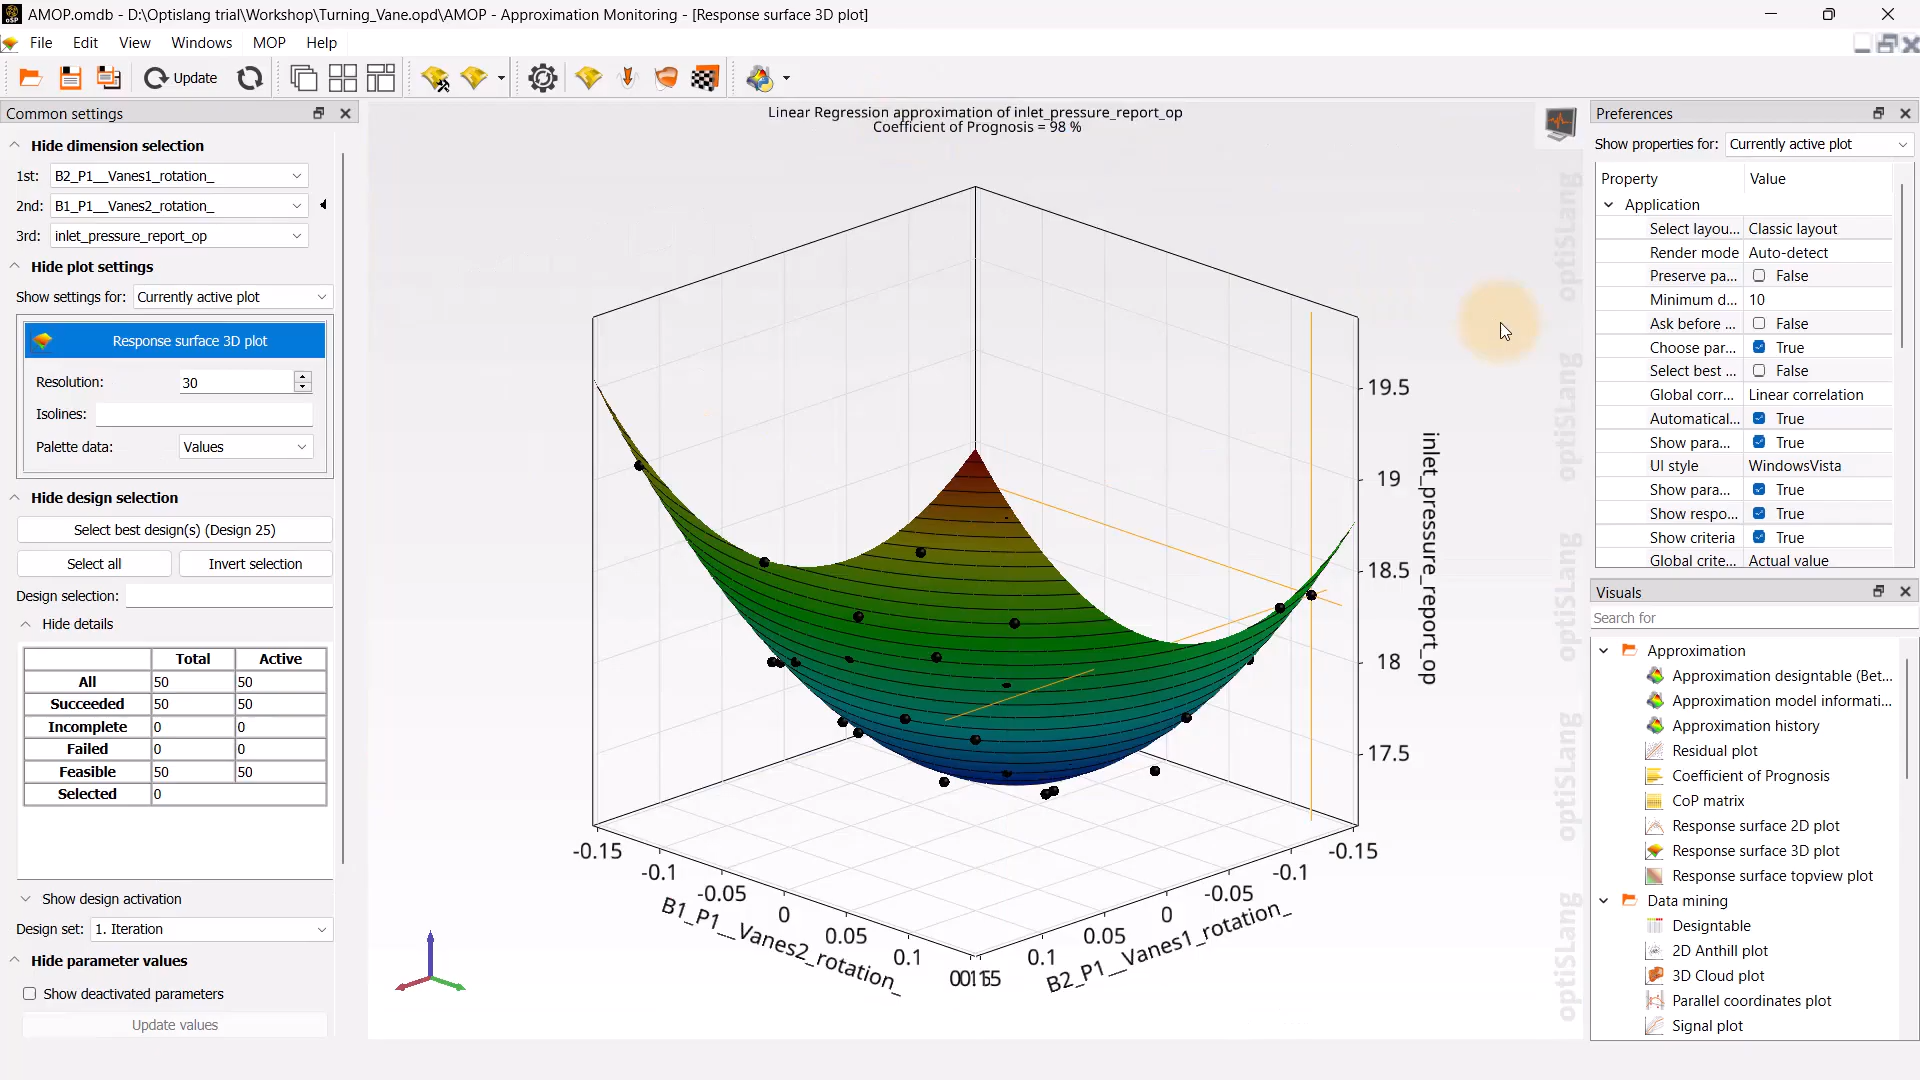 AMOP.omdb - D:\Optislang trial\Workshop\Turning_Vane.opd\AMOP - Approximation Monitoring - [Response surface 3D plot]
File Edit View Windows MOP Help
Update
Common settings
Hide dimension selection
1st: B2_P1__Vanes1_rotation_
2nd: B1_P1__Vanes2_rotation_
3rd: inlet_pressure_report_op
Hide plot settings
Show settings for: Currently active plot
Response surface 3D plot
Resolution: 30
Isolines:
Palette data: Values
Hide design selection
Select best design(s) (Design 25)
Select all Invert selection
Design selection:
Hide details
Total Active
All 50 50
Succeeded 50 50
Incomplete 0 0
Failed 0 0
Feasible 50 50
Selected 0
Show design activation
Design set: 1. Iteration
Hide parameter values
Show deactivated parameters
Update values
Linear Regression approximation of inlet_pressure_report_op
Coefficient of Prognosis = 98 %
19.5
19
18.5
18
17.5
inlet_pressure_report_op
-0.15
-0.1
-0.05
0
0.05
0.1
B1_P1__Vanes2_rotation_
-0.15
-0.1
-0.05
0
0.05
0.1
B2_P1__Vanes1_rotation_
optiSLang
optiSLang
optiSLang
optiSLang
optiSLang
Preferences
Show properties for: Currently active plot
Property Value
Application
Select layou... Classic layout
Render mode Auto-detect
Preserve pa... False
Minimum d... 10
Ask before ... False
Choose par... True
Select best ... False
Global corr... Linear correlation
Automatical... True
Show para... True
UI style WindowsVista
Show para... True
Show respo... True
Show criteria True
Global crite... Actual value
Visuals
Search for
Approximation
Approximation designtable (Bet...
Approximation model informati...
Approximation history
Residual plot
Coefficient of Prognosis
CoP matrix
Response surface 2D plot
Response surface 3D plot
Response surface topview plot
Data mining
Designtable
2D Anthill plot
3D Cloud plot
Parallel coordinates plot
Signal plot